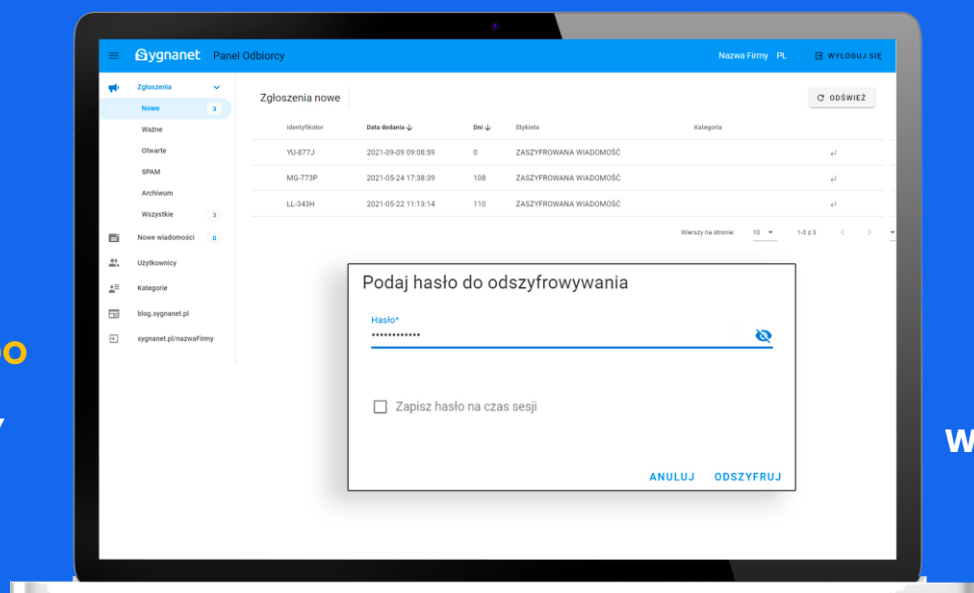 Sygnanet Panel Odbiorcy Nazwa Firmy PL WYLOGUJ SIĘ
Zgłoszenia
Nowe 3
Ważne
Otwarte
SPAM
Archiwum
Wszystkie 3
Nowe wiadomości 0
Użytkownicy
Kategorie
blog.sygnanet.pl
sygnanet.pl/nazwaFirmy
Zgłoszenia nowe ODŚWIEŻ
Identyfikator Data dodania Dni Etykieta Kategoria
YU-877J 2021-09-09 09:08:59 0 ZASZYFROWANA WIADOMOŚĆ
MG-773P 2021-05-24 17:38:39 108 ZASZYFROWANA WIADOMOŚĆ
LL-343H 2021-05-22 11:13:14 110 ZASZYFROWANA WIADOMOŚĆ
Wierszy na stronie: 10 1-3 z 3
Podaj hasło do odszyfrowywania
Hasło*
••••••••••••
Zapisz hasło na czas sesji
ANULUJ ODSZYFRUJ